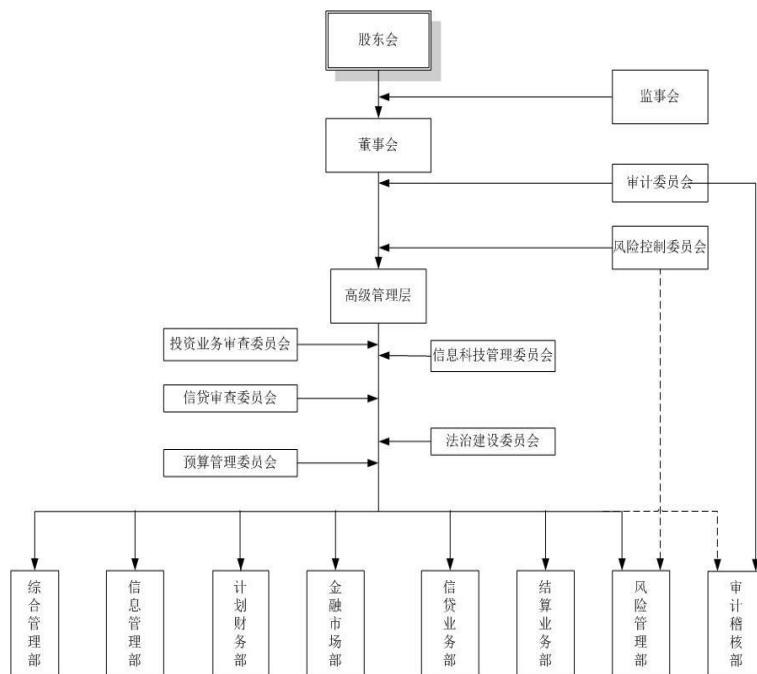 股东会
监事会
董事会
审计委员会
风险控制委员会
高级管理层
投资业务审查委员会
信息科技管理委员会
信贷审查委员会
法治建设委员会
预算管理委员会
综合管理部
信息管理部
计划财务部
金融市场部
信贷业务部
结算业务部
风险管理部
审计稽核部